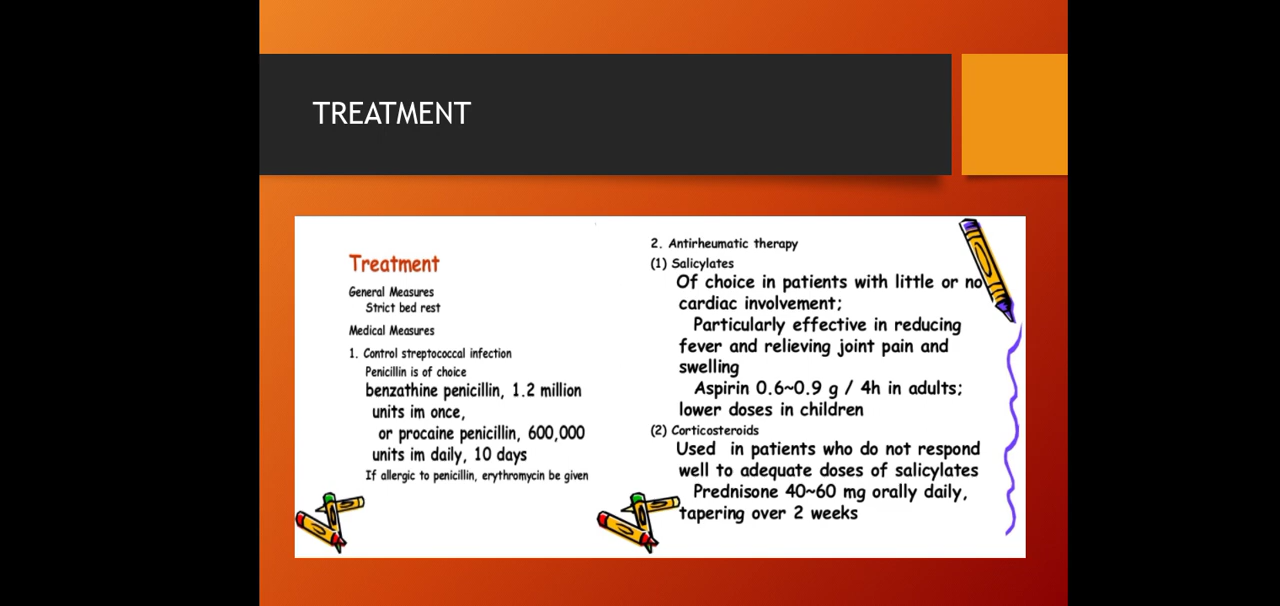 TREATMENT
Treatment
General Measures
Strict bed rest
Medical Measures
1. Control streptococcal infection
Penicillin is of choice
benzathine penicillin, 1.2 million
units im once,
or procaine penicillin, 600,000
units im daily, 10 days
If allergic to penicillin, erythromycin be given
2. Antirheumatic therapy
(1) Salicylates
Of choice in patients with little or no
cardiac involvement;
Particularly effective in reducing
fever and relieving joint pain and
swelling
Aspirin 0.6~0.9 g / 4h in adults;
lower doses in children
(2) Corticosteroids
Used in patients who do not respond
well to adequate doses of salicylates
Prednisone 40~60 mg orally daily,
tapering over 2 weeks